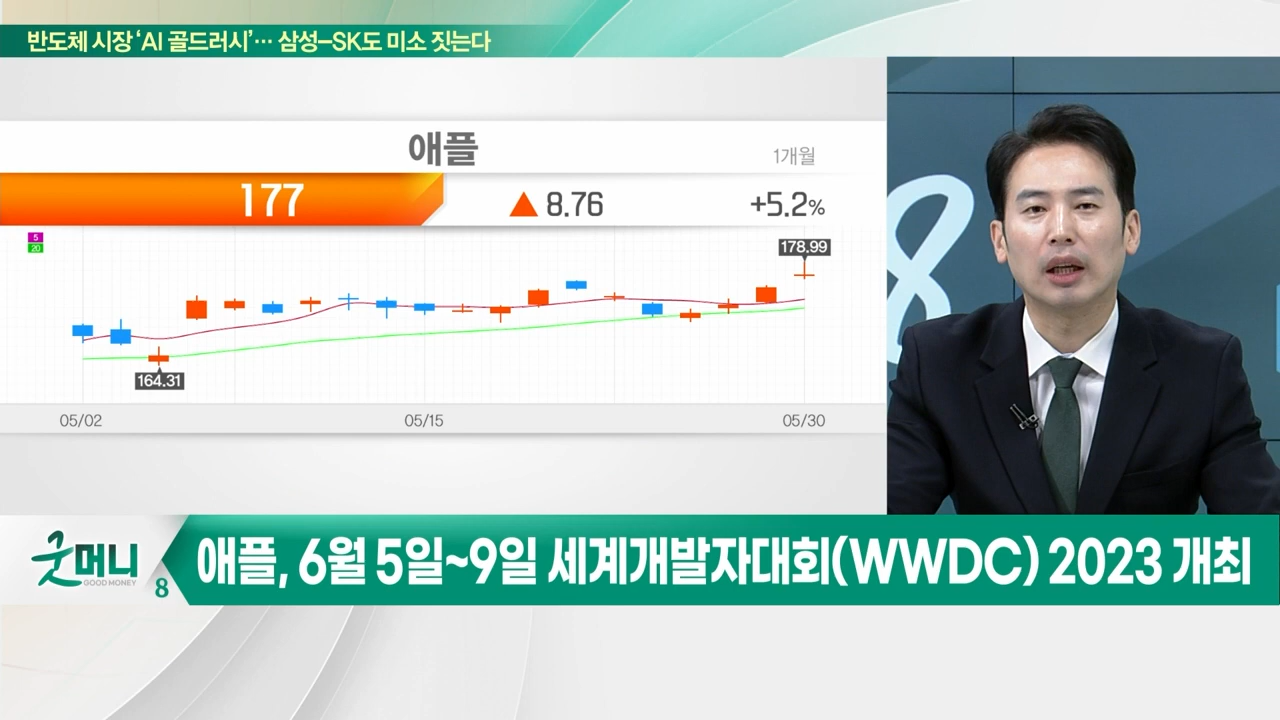 반도체 시장 'AI 골드러시'… 삼성-SK도 미소 짓는다
애플
1개월
177
▲ 8.76
+5.2%
5
20
178.99
164.31
05/02
05/15
05/30
8
굿머니
GOOD MONEY
8
애플, 6월 5일~9일 세계개발자대회(WWDC) 2023 개최